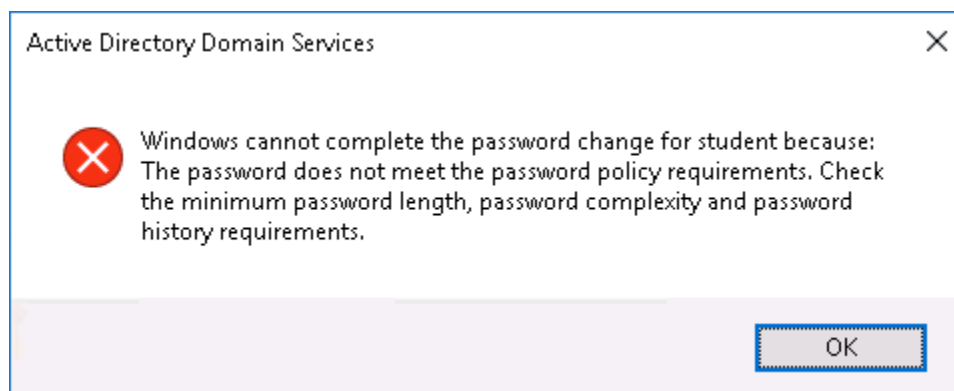 Active Directory Domain Services
Windows cannot complete the password change for student because:
The password does not meet the password policy requirements. Check
the minimum password length, password complexity and password
history requirements.
OK